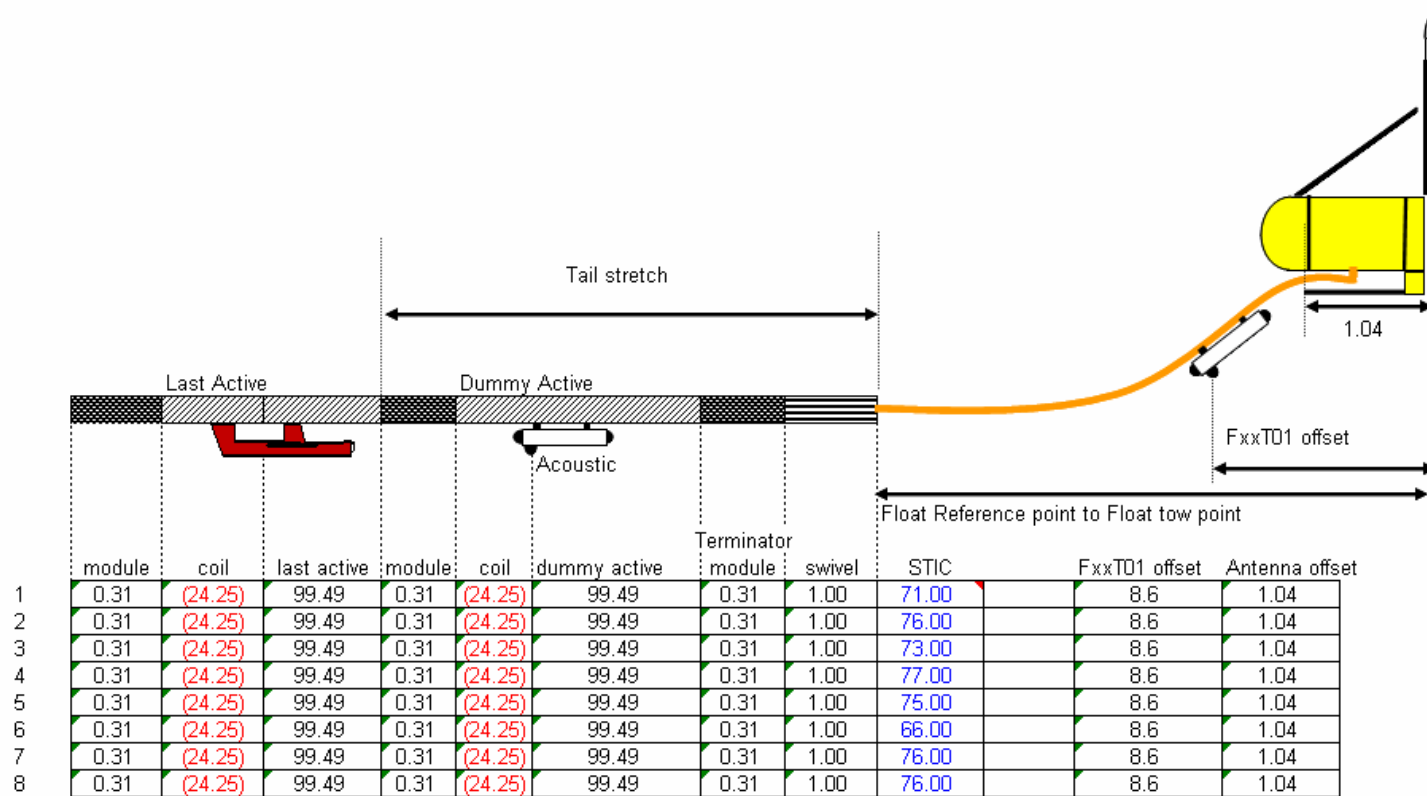 Tail stretch
1.04
Last Active
Dummy Active
Acoustic
FxxT01 offset
Float Reference point to Float tow point
module coil last active module coil dummy active Terminator module swivel STIC FxxT01 offset Antenna offset
1 0.31 (24.25) 99.49 0.31 (24.25) 99.49 0.31 1.00 71.00 8.6 1.04
2 0.31 (24.25) 99.49 0.31 (24.25) 99.49 0.31 1.00 76.00 8.6 1.04
3 0.31 (24.25) 99.49 0.31 (24.25) 99.49 0.31 1.00 73.00 8.6 1.04
4 0.31 (24.25) 99.49 0.31 (24.25) 99.49 0.31 1.00 77.00 8.6 1.04
5 0.31 (24.25) 99.49 0.31 (24.25) 99.49 0.31 1.00 75.00 8.6 1.04
6 0.31 (24.25) 99.49 0.31 (24.25) 99.49 0.31 1.00 66.00 8.6 1.04
7 0.31 (24.25) 99.49 0.31 (24.25) 99.49 0.31 1.00 76.00 8.6 1.04
8 0.31 (24.25) 99.49 0.31 (24.25) 99.49 0.31 1.00 76.00 8.6 1.04